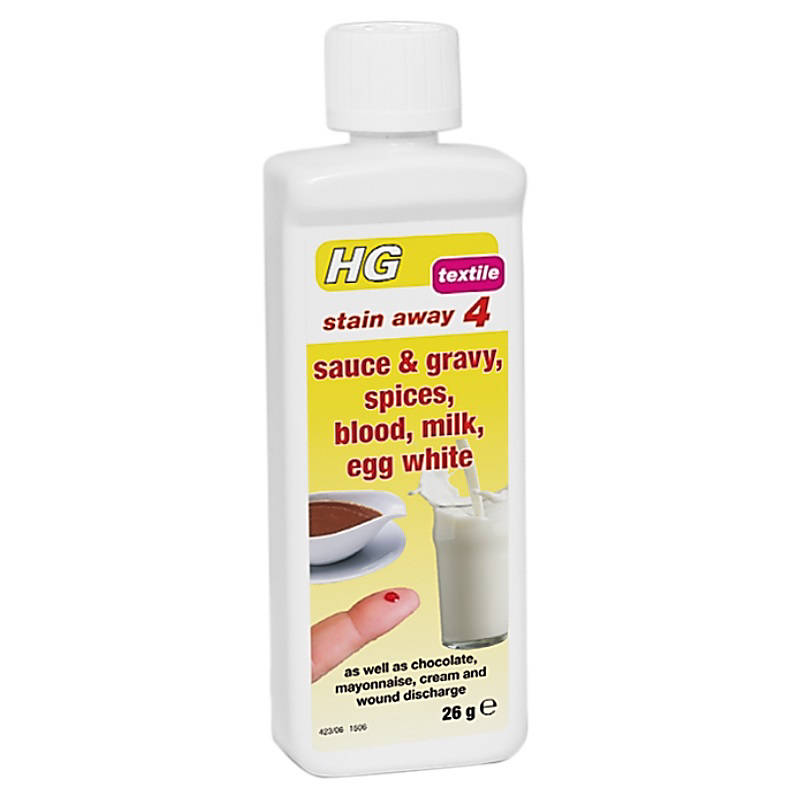 HG
textile
stain away 4
sauce & gravy,
spices,
blood, milk,
egg white
as well as chocolate,
mayonnaise, cream and
wound discharge
26 g ℮
423/06 1506